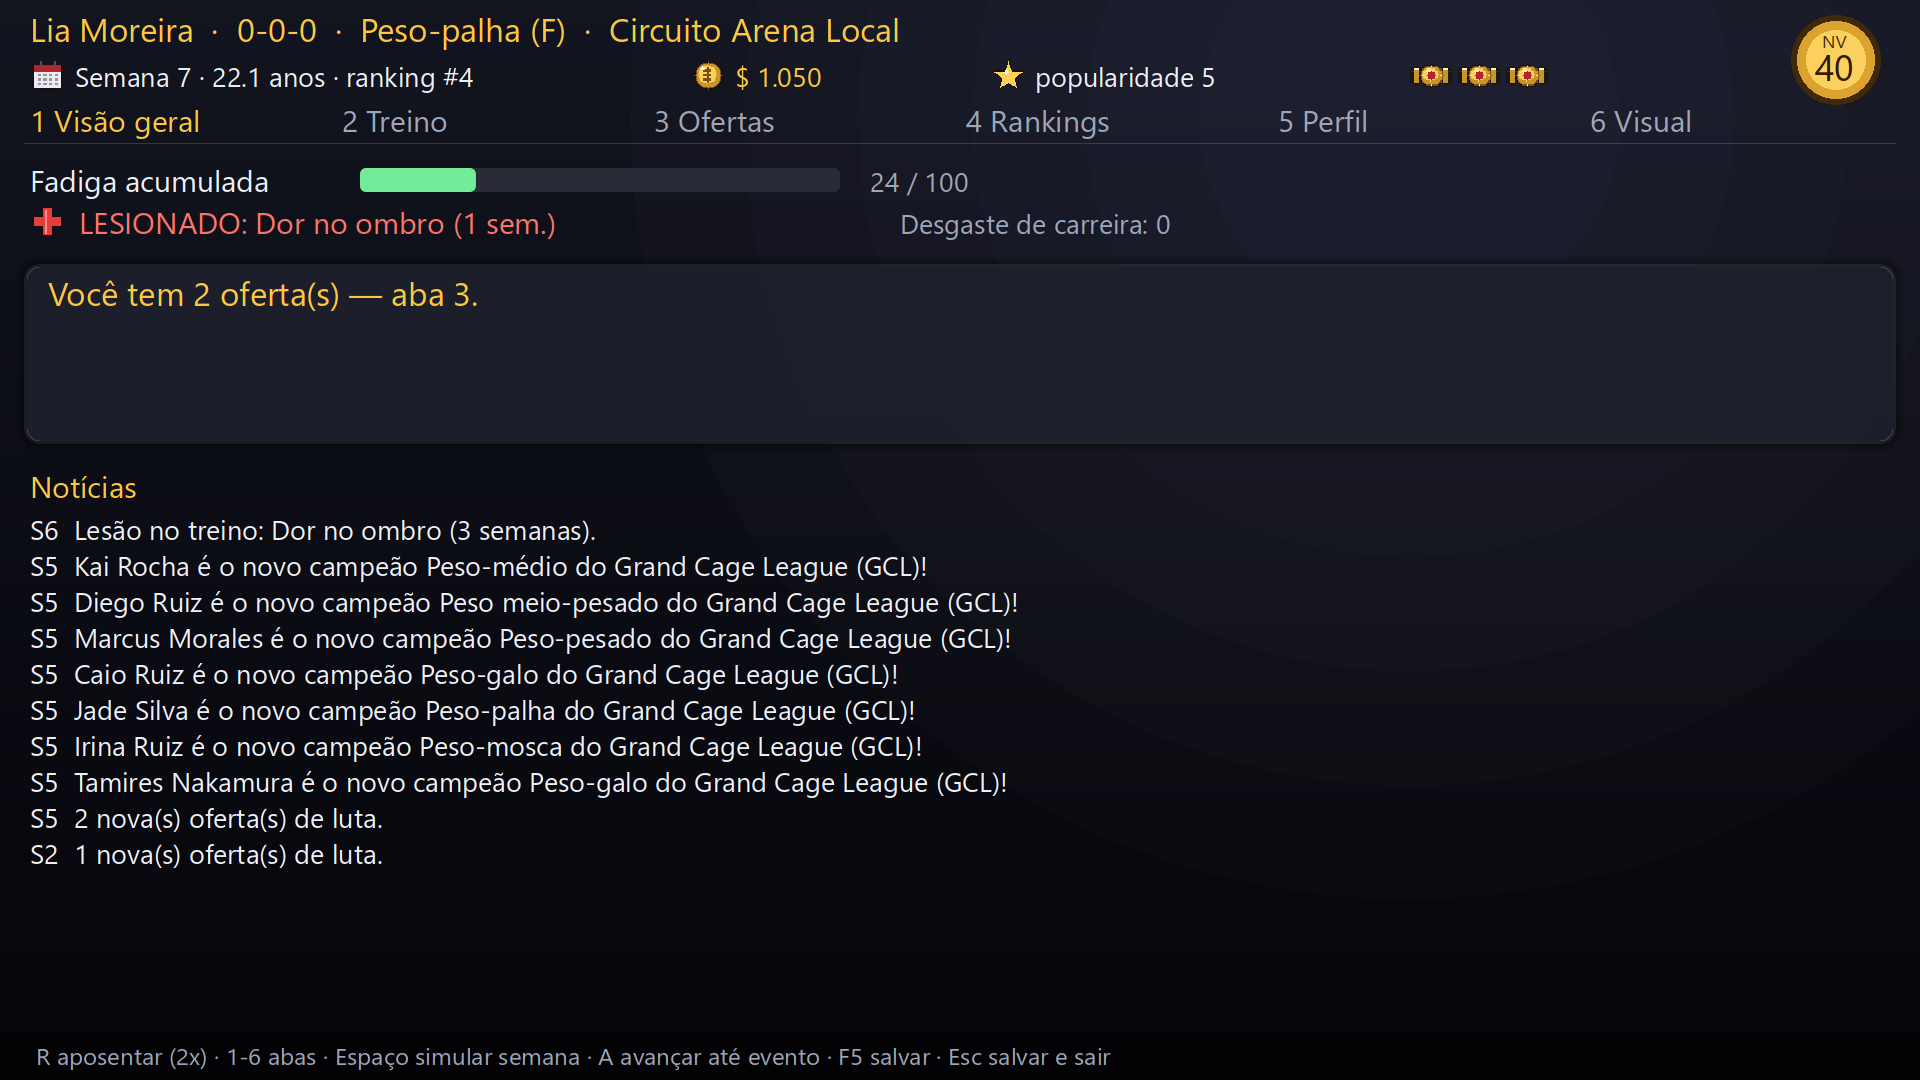 Lia Moreira · 0-0-0 · Peso-palha (F) · Circuito Arena Local
NV
40
Semana 7 · 22.1 anos · ranking #4
$ 1.050
popularidade 5
1 Visão geral
2 Treino
3 Ofertas
4 Rankings
5 Perfil
6 Visual
Fadiga acumulada
24 / 100
LESIONADO: Dor no ombro (1 sem.)
Desgaste de carreira: 0
Você tem 2 oferta(s) — aba 3.
Notícias
S6 Lesão no treino: Dor no ombro (3 semanas).
S5 Kai Rocha é o novo campeão Peso-médio do Grand Cage League (GCL)!
S5 Diego Ruiz é o novo campeão Peso meio-pesado do Grand Cage League (GCL)!
S5 Marcus Morales é o novo campeão Peso-pesado do Grand Cage League (GCL)!
S5 Caio Ruiz é o novo campeão Peso-galo do Grand Cage League (GCL)!
S5 Jade Silva é o novo campeão Peso-palha do Grand Cage League (GCL)!
S5 Irina Ruiz é o novo campeão Peso-mosca do Grand Cage League (GCL)!
S5 Tamires Nakamura é o novo campeão Peso-galo do Grand Cage League (GCL)!
S5 2 nova(s) oferta(s) de luta.
S2 1 nova(s) oferta(s) de luta.
R aposentar (2x) · 1-6 abas · Espaço simular semana · A avançar até evento · F5 salvar · Esc salvar e sair